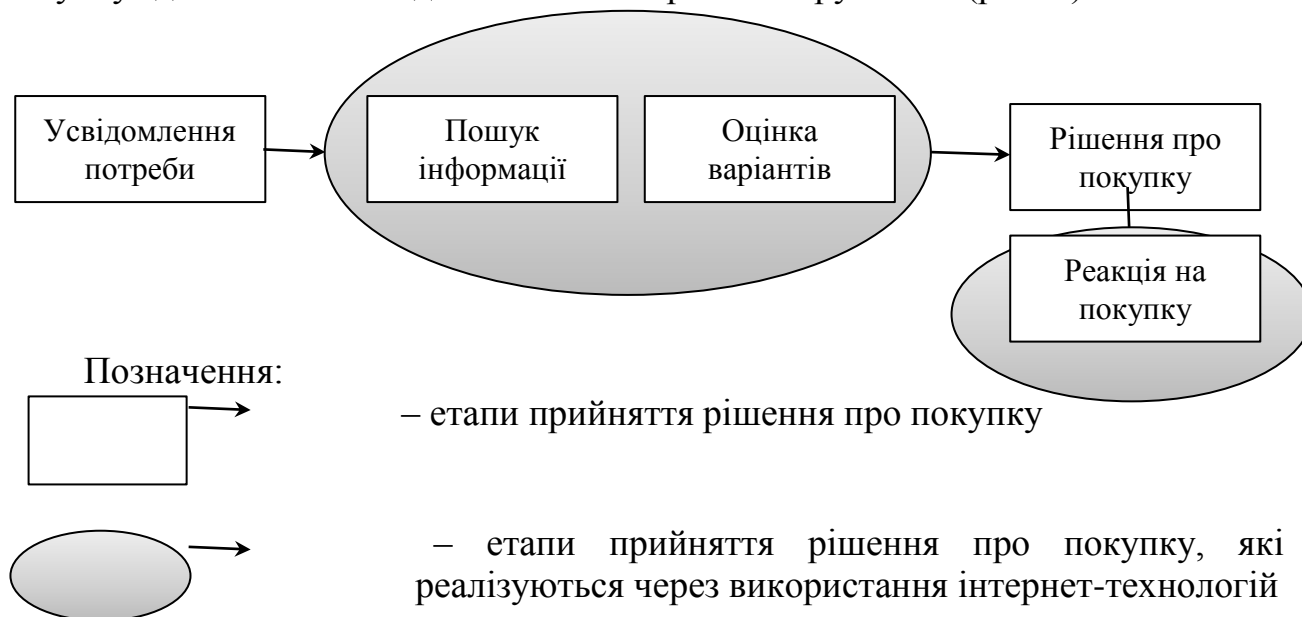 Усвідомлення
потреби
Пошук
інформації
Оцінка
варіантів
Рішення про
покупку
Реакція на
покупку
Позначення:
– етапи прийняття рішення про покупку
– етапи прийняття рішення про покупку, які
реалізуються через використання інтернет-технологій